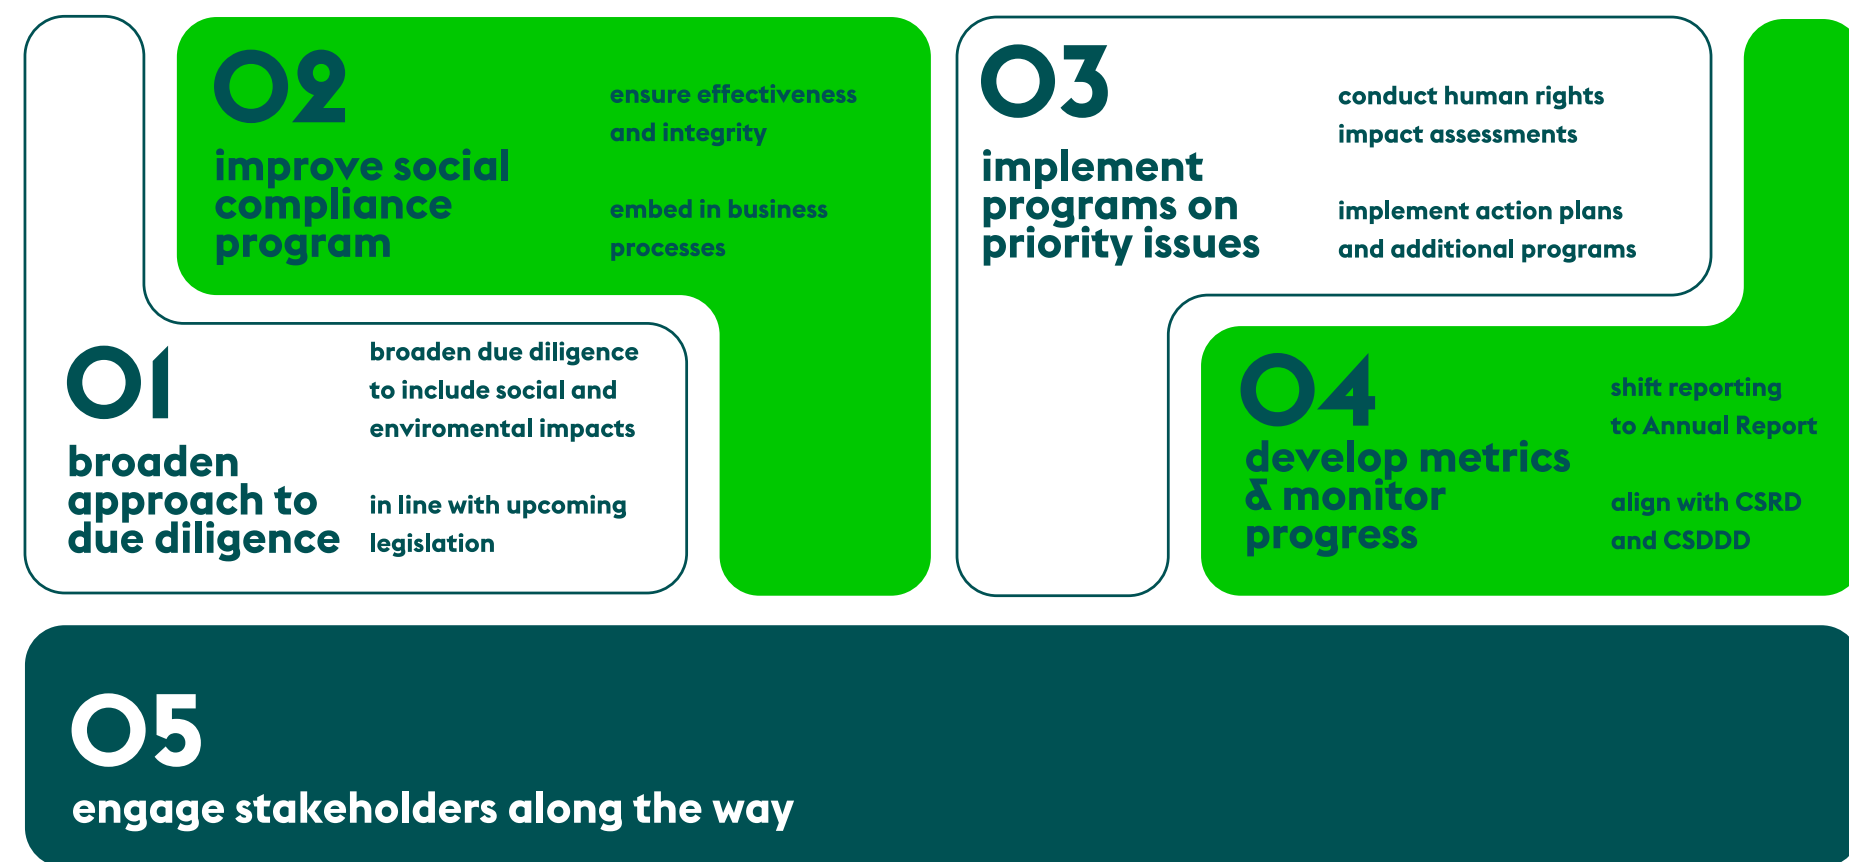 01
broaden
approach to
due diligence
broaden due diligence
to include social and
enviromental impacts
in line with upcoming
legislation
02
improve social
compliance
program
ensure effectiveness
and integrity
embed in business
processes
03
implement
programs on
priority issues
conduct human rights
impact assessments
implement action plans
and additional programs
04
develop metrics
& monitor
progress
shift reporting
to Annual Report
align with CSRD
and CSDDD
05
engage stakeholders along the way